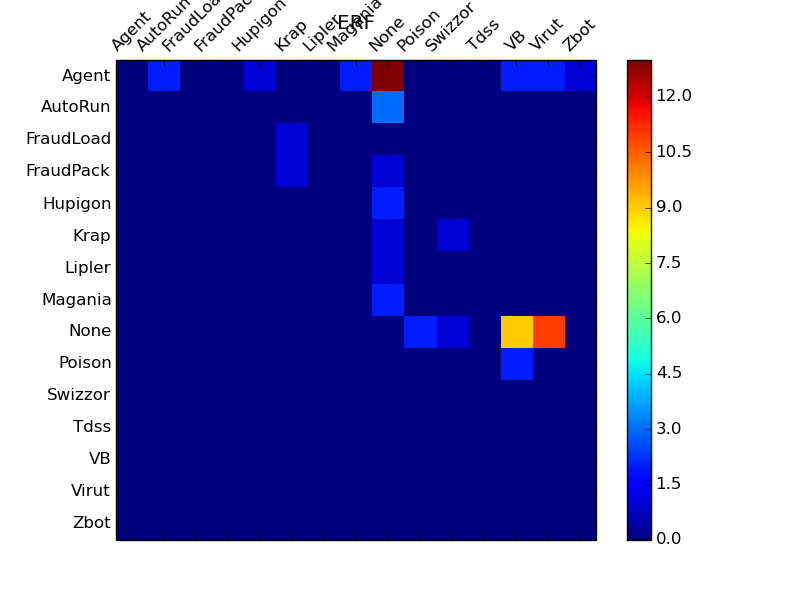 ERF
Agent
AutoRun
FraudLoad
FraudPack
Hupigon
Krap
Lipler
Magania
None
Poison
Swizzor
Tdss
VB
Virut
Zbot
Agent
AutoRun
FraudLoad
FraudPack
Hupigon
Krap
Lipler
Magania
None
Poison
Swizzor
Tdss
VB
Virut
Zbot
12.0
10.5
9.0
7.5
6.0
4.5
3.0
1.5
0.0